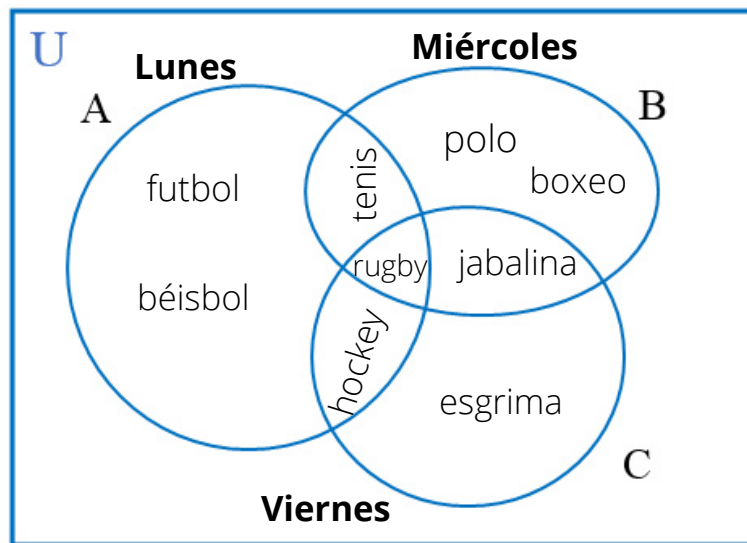 U
Lunes
Miércoles
A
B
futbol
tenis
polo
boxeo
béisbol
rugby
jabalina
hockey
esgrima
C
Viernes